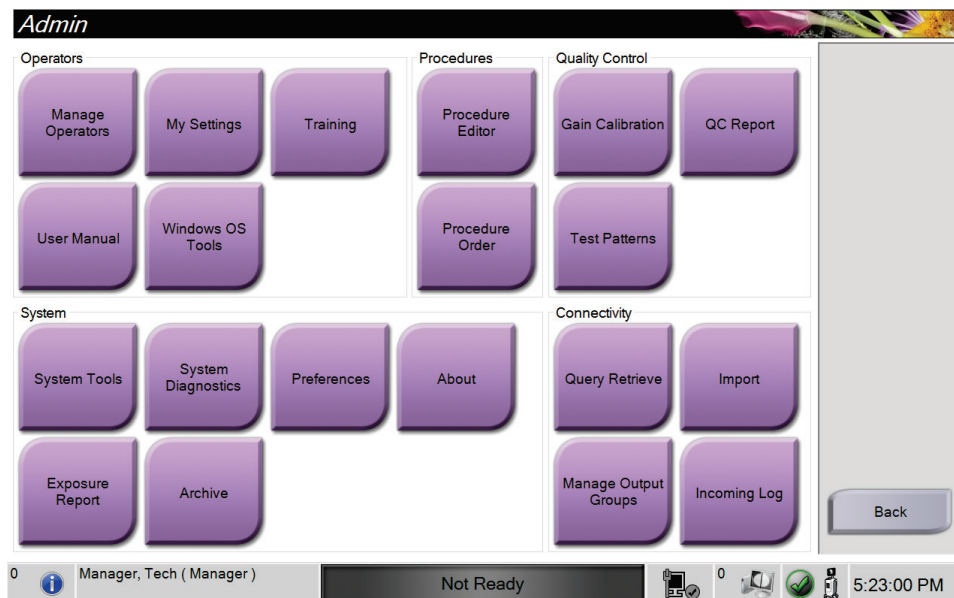 Admin
Operators
Manage
Operators
My Settings
Training
User Manual
Windows OS
Tools
Procedures
Procedure
Editor
Procedure
Order
Quality Control
Gain Calibration
QC Report
Test Patterns
System
System Tools
System
Diagnostics
Preferences
About
Exposure
Report
Archive
Connectivity
Query Retrieve
Import
Manage Output
Groups
Incoming Log
Back
0
Manager, Tech ( Manager )
Not Ready
0
5:23:00 PM